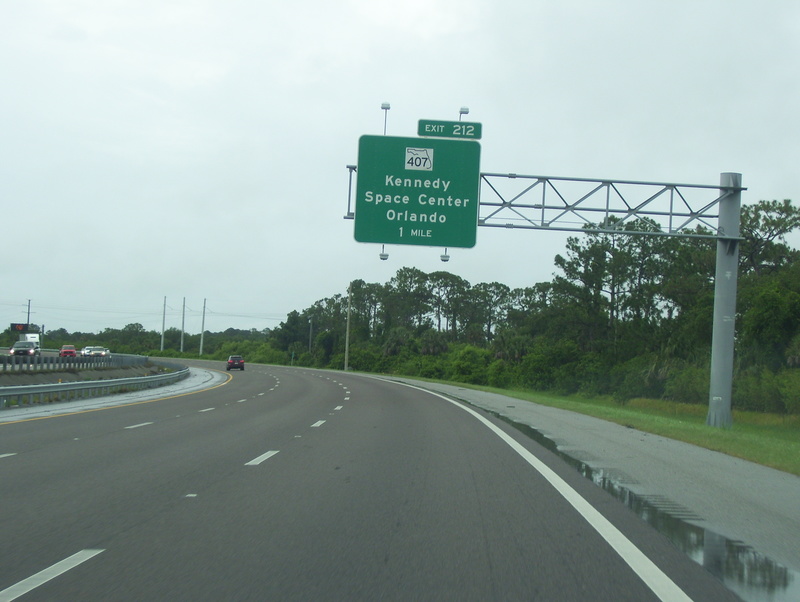 EXIT 212
407
Kennedy
Space Center
Orlando
1 MILE